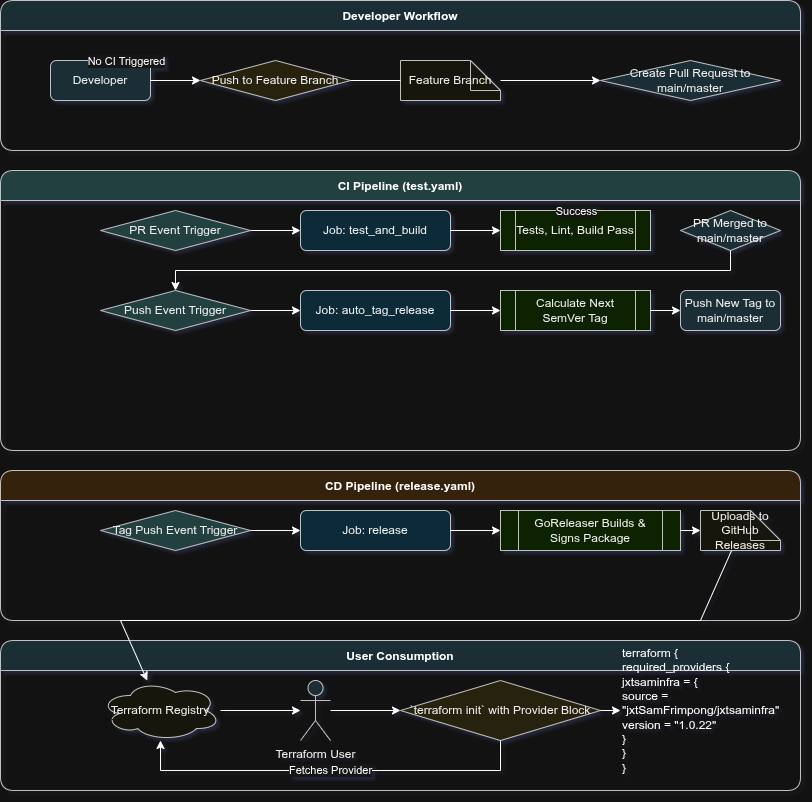 Developer Workflow
No CI Triggered
Developer
Push to Feature Branch
Feature Branch
Create Pull Request to
main/master
CI Pipeline (test.yaml)
PR Event Trigger
Job: test_and_build
Success
Tests, Lint, Build Pass
PR Merged to
main/master
Push Event Trigger
Job: auto_tag_release
Calculate Next
SemVer Tag
Push New Tag to
main/master
CD Pipeline (release.yaml)
Tag Push Event Trigger
Job: release
GoReleaser Builds &
Signs Package
Uploads to
GitHub
Releases
User Consumption
Terraform Registry
Terraform User
`terraform init` with Provider Block
Fetches Provider
terraform {
required_providers {
jxtsaminfra = {
source =
"jxtSamFrimpong/jxtsaminfra"
version = "1.0.22"
}
}
}